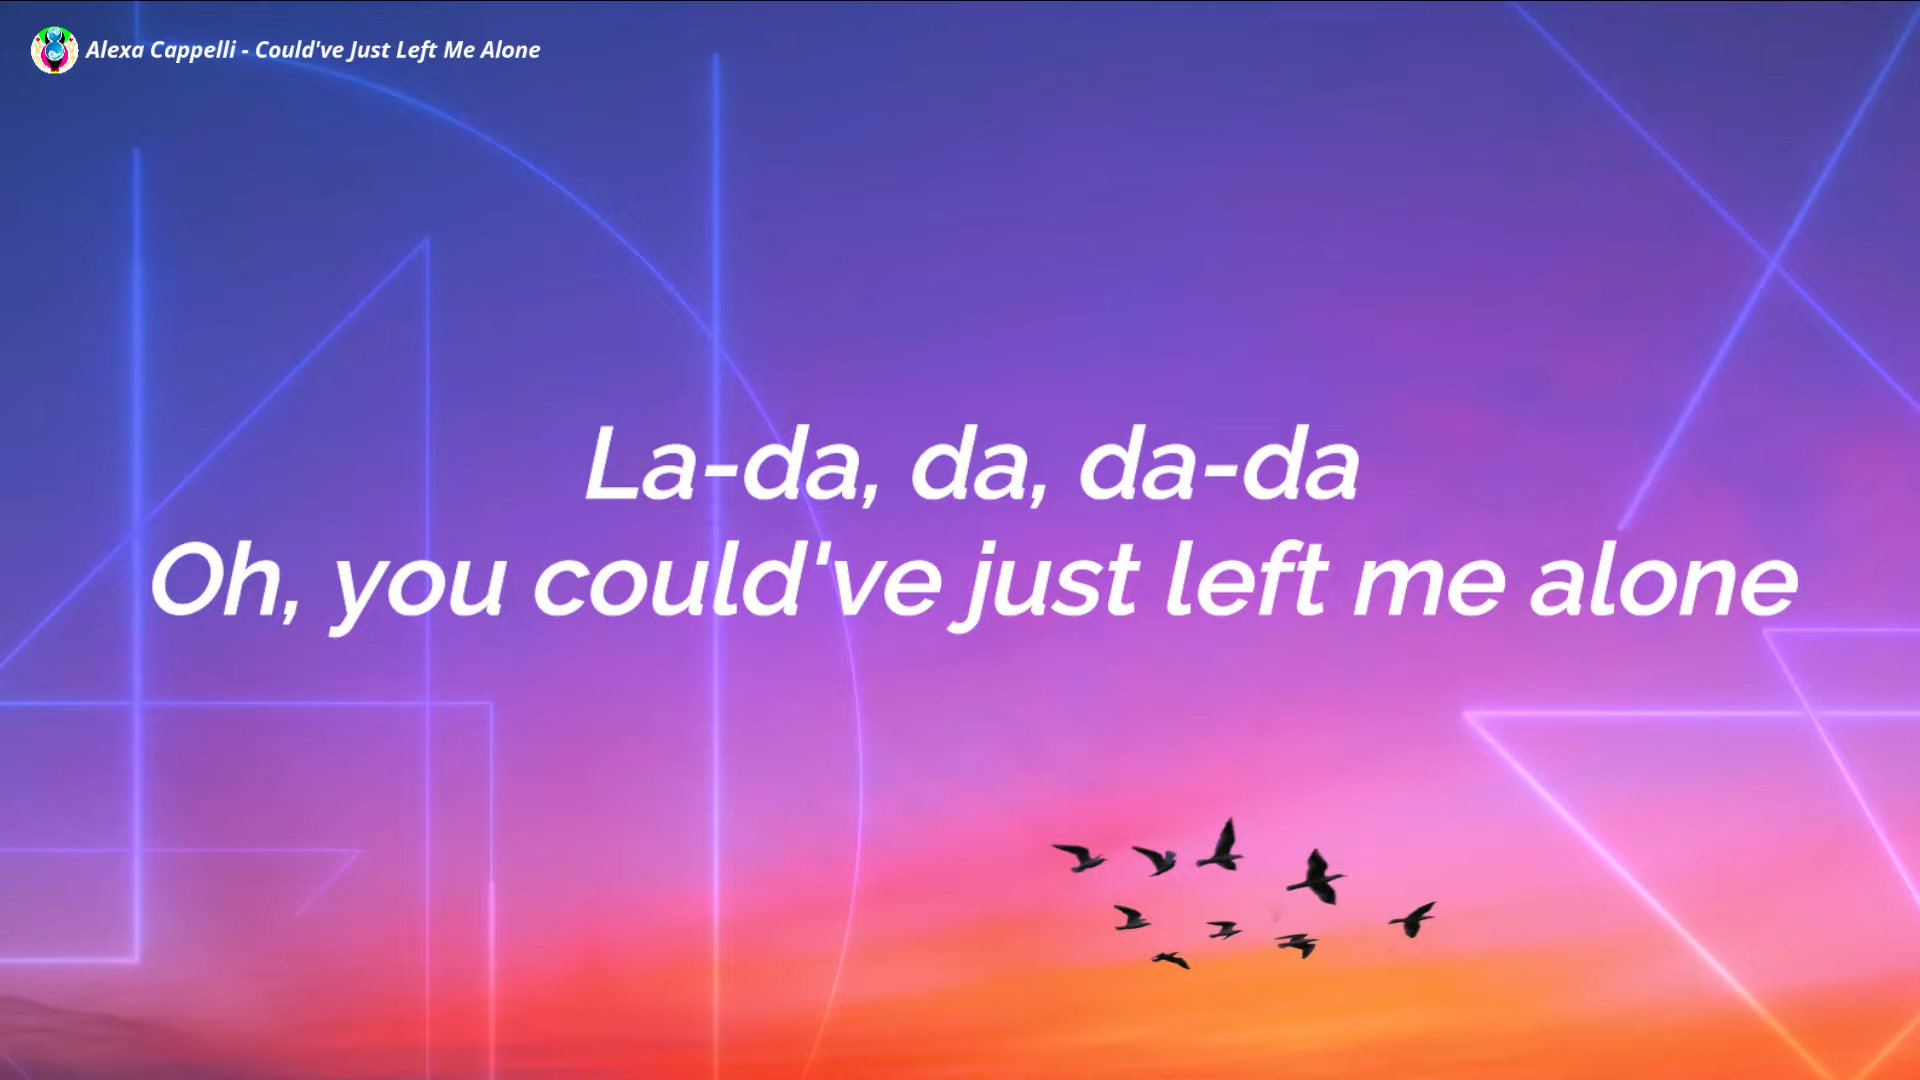 Alexa Cappelli - Could've Just Left Me Alone
La-da, da, da-da
Oh, you could've just left me alone